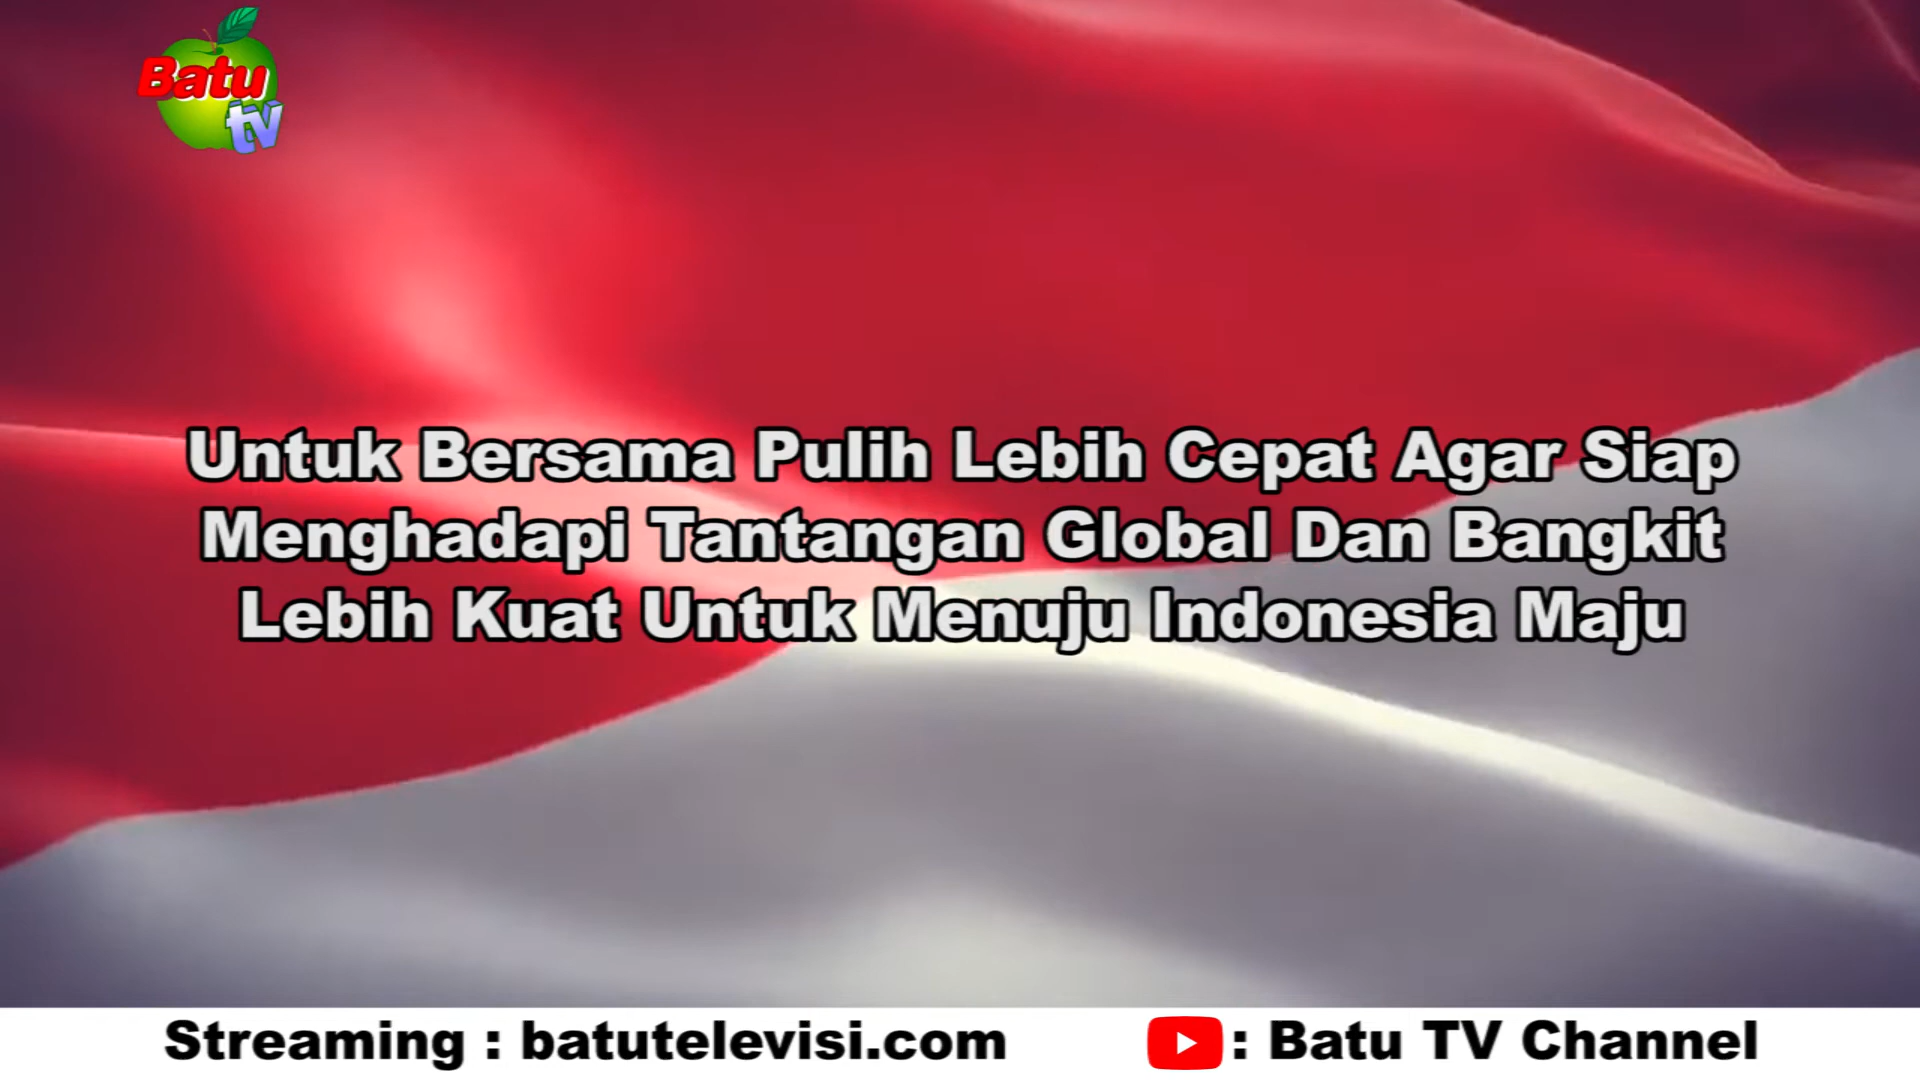 Batu
tv
Untuk Bersama Pulih Lebih Cepat Agar Siap
Menghadapi Tantangan Global Dan Bangkit
Lebih Kuat Untuk Menuju Indonesia Maju
Streaming : batutelevisi.com
: Batu TV Channel